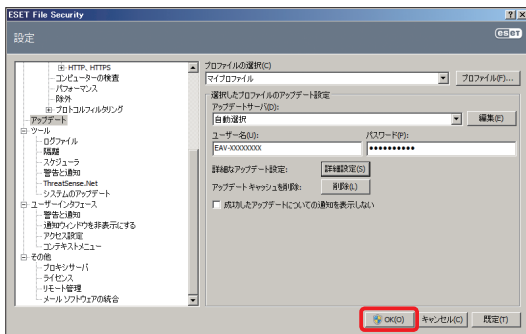 ESET File Security
設定
eset
HTTP, HTTPS
コンピューターの検査
パフォーマンス
除外
プロトコルフィルタリング
アップデート
ツール
ログファイル
隔離
スケジューラ
警告と通知
ThreatSense.Net
システムのアップデート
ユーザーインタフェース
警告と通知
通知ウィンドウを非表示にする
アクセス設定
コンテキストメニュー
その他
プロキシサーバ
ライセンス
リモート管理
メール ソフトウェアの統合
プロファイルの選択(C)
マイプロファイル
プロファイル(F)...
選択したプロファイルのアップデート設定
アップデートサーバ(D):
自動選択
編集(E)
ユーザー名(U):
パスワード(P):
EAV-XXXXXXXX
●●●●●●●●●●
詳細なアップデート設定:
詳細設定(S)
アップデート キャッシュを削除:
削除(L)
成功したアップデートについての通知を表示しない
OK(O)
キャンセル(C)
既定(T)